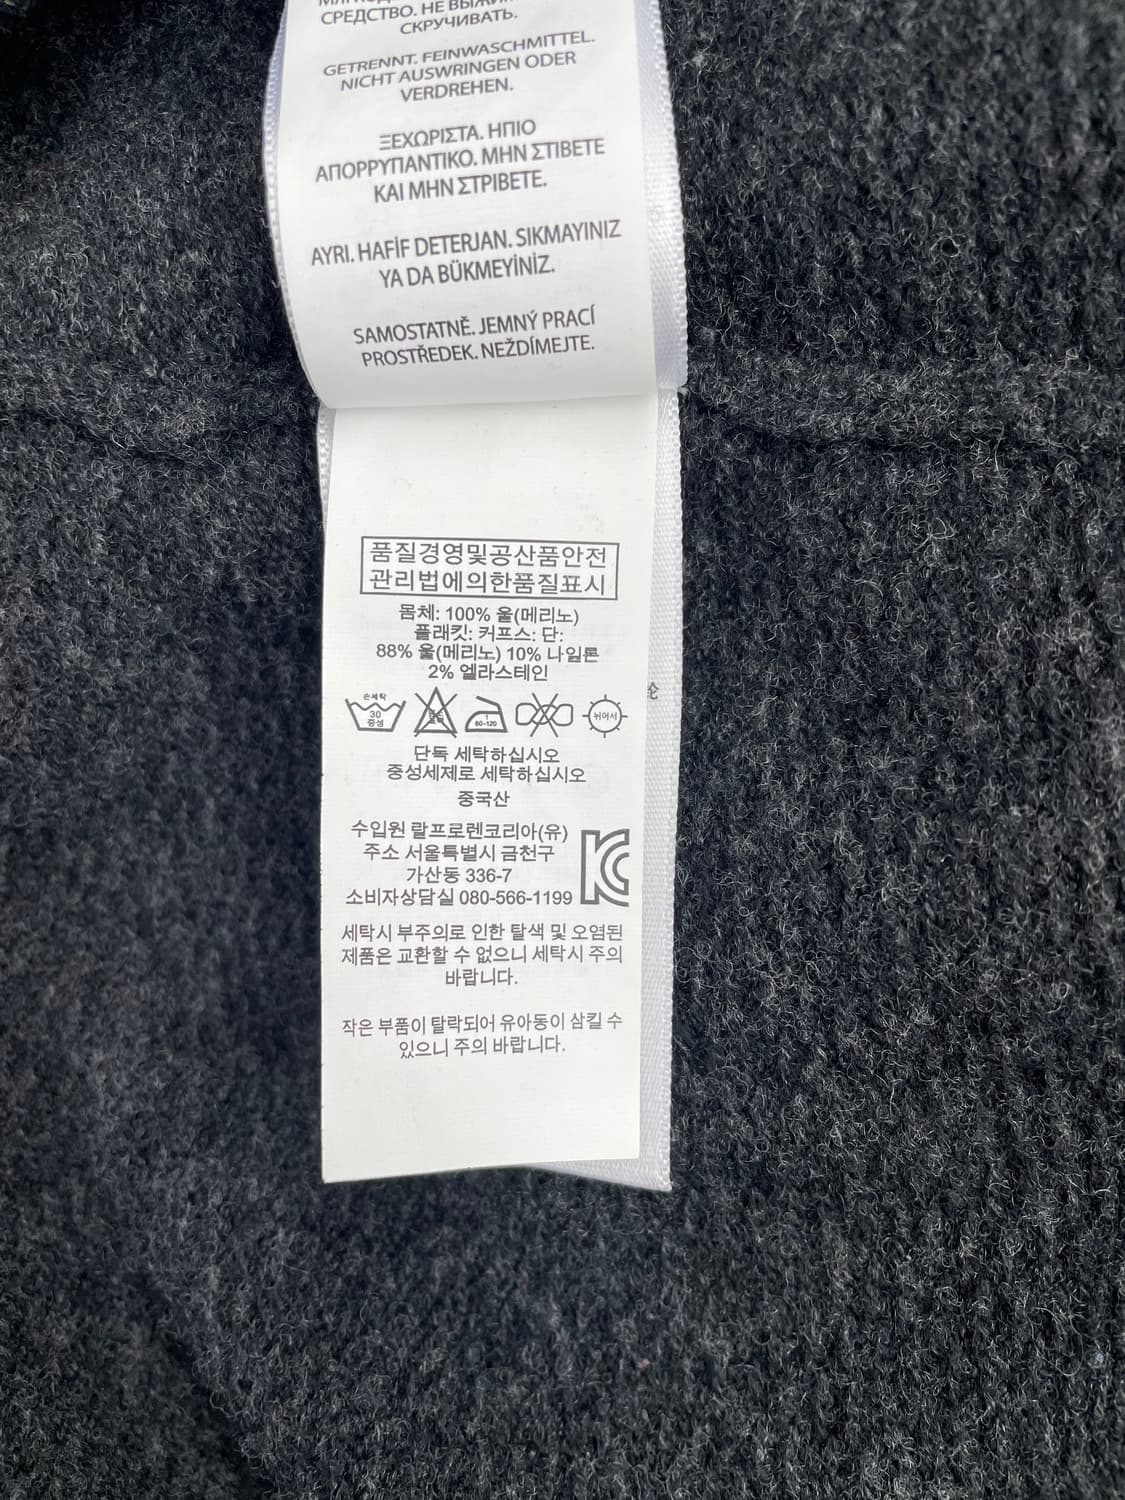 СРЕДСТВО. НЕ
СКРУЧИВАТЬ.
GETRENNT. FEINWASCHMITTEL.
NICHT AUSWRINGEN ODER
VERDREHEN.
ΞΕΧΩΡΙΣΤΑ. ΗΠΙΟ
ΑΠΟΡΡΥΠΑΝΤΙΚΟ. ΜΗΝ ΣΤΙΒΕΤΕ
ΚΑΙ ΜΗΝ ΣΤΡΙΒΕΤΕ.
AYRI. HAFİF DETERJAN. SIKMAYINIZ
YA DA BÜKMEYİNİZ.
SAMOSTATNĚ. JEMNÝ PRACÍ
PROSTŘEDEK. NEŽDÍMEJTE.
품질경영및공산품안전
관리법에의한품질표시
몸체: 100% 울(메리노)
플래킷: 커프스: 단:
88% 울(메리노) 10% 나일론
2% 엘라스테인
손세탁
30
중성
60-120
뉘어서
단독 세탁하십시오
중성세제로 세탁하십시오
중국산
수입원 랄프로렌코리아(유)
주소 서울특별시 금천구
가산동 336-7
소비자상담실 080-566-1199
세탁시 부주의로 인한 탈색 및 오염된
제품은 교환할 수 없으니 세탁시 주의
바랍니다.
작은 부품이 탈락되어 유아동이 삼킬 수
있으니 주의 바랍니다.